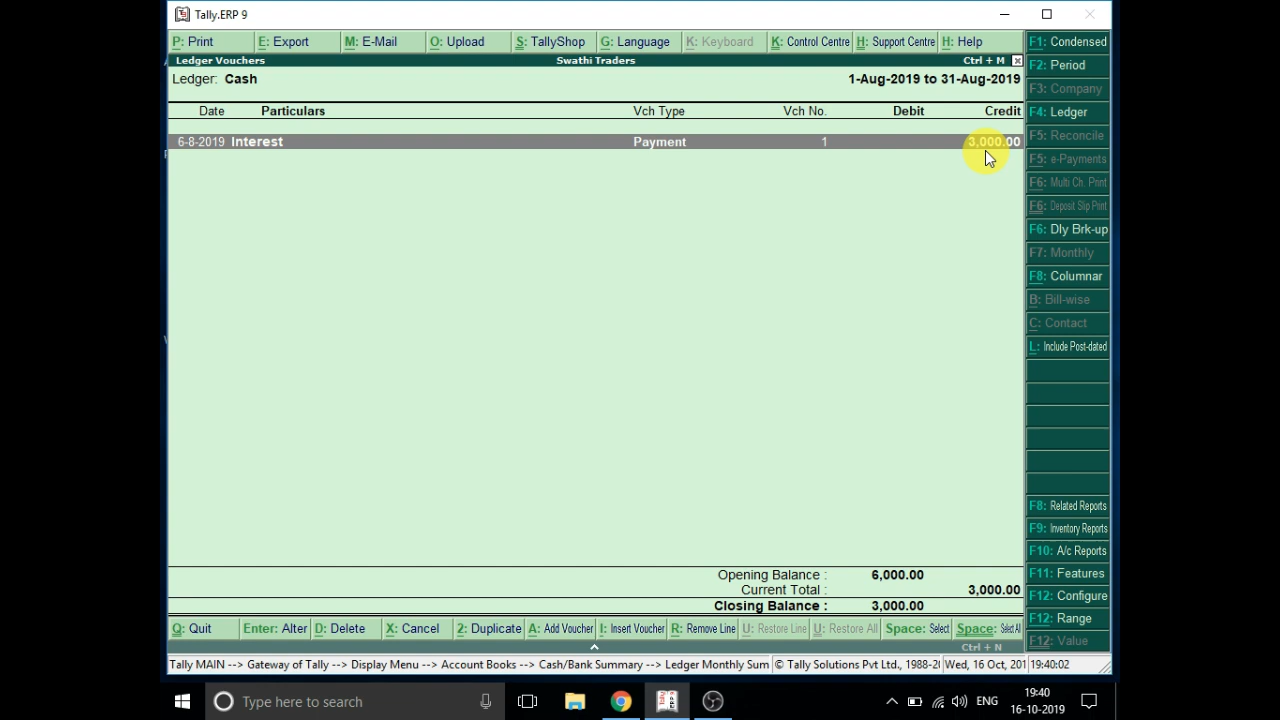 Tally.ERP 9
P: Print E: Export M: E-Mail O: Upload S: TallyShop G: Language K: Keyboard K: Control Centre H: Support Centre H: Help
F1: Condensed
Ledger Vouchers Swathi Traders Ctrl + M
F2: Period
Ledger: Cash 1-Aug-2019 to 31-Aug-2019
F3: Company
Date Particulars Vch Type Vch No. Debit Credit
F4: Ledger
F5: Reconcile
6-8-2019 Interest Payment 1 3,000.00
F5: e-Payments
F6: Multi Ch. Print
F6: Deposit Slip Print
F6: Dly Brk-up
F7: Monthly
F8: Columnar
B: Bill-wise
C: Contact
L: Include Post-dated
F8: Related Reports
F9: Inventory Reports
F10: A/c Reports
Opening Balance : 6,000.00
F11: Features
Current Total : 3,000.00
F12: Configure
Closing Balance : 3,000.00
F12: Range
Q: Quit Enter: Alter D: Delete X: Cancel 2: Duplicate A: Add Voucher I: Insert Voucher R: Remove Line U: Restore Line U: Restore All Space: Select Space: Sel All
F12: Value
Ctrl + N
Tally MAIN --> Gateway of Tally --> Display Menu --> Account Books --> Cash/Bank Summary --> Ledger Monthly Sum © Tally Solutions Pvt Ltd., 1988-2 Wed, 16 Oct, 201 19:40:02
Type here to search ENG 19:40
16-10-2019